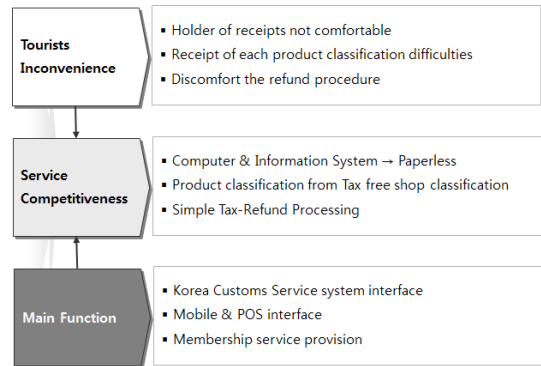 Tourists
Inconvenience
▪ Holder of receipts not comfortable
▪ Receipt of each product classification difficulties
▪ Discomfort the refund procedure
Service
Competitiveness
▪ Computer & Information System → Paperless
▪ Product classification from Tax free shop classification
▪ Simple Tax-Refund Processing
Main Function
▪ Korea Customs Service system interface
▪ Mobile & POS interface
▪ Membership service provision